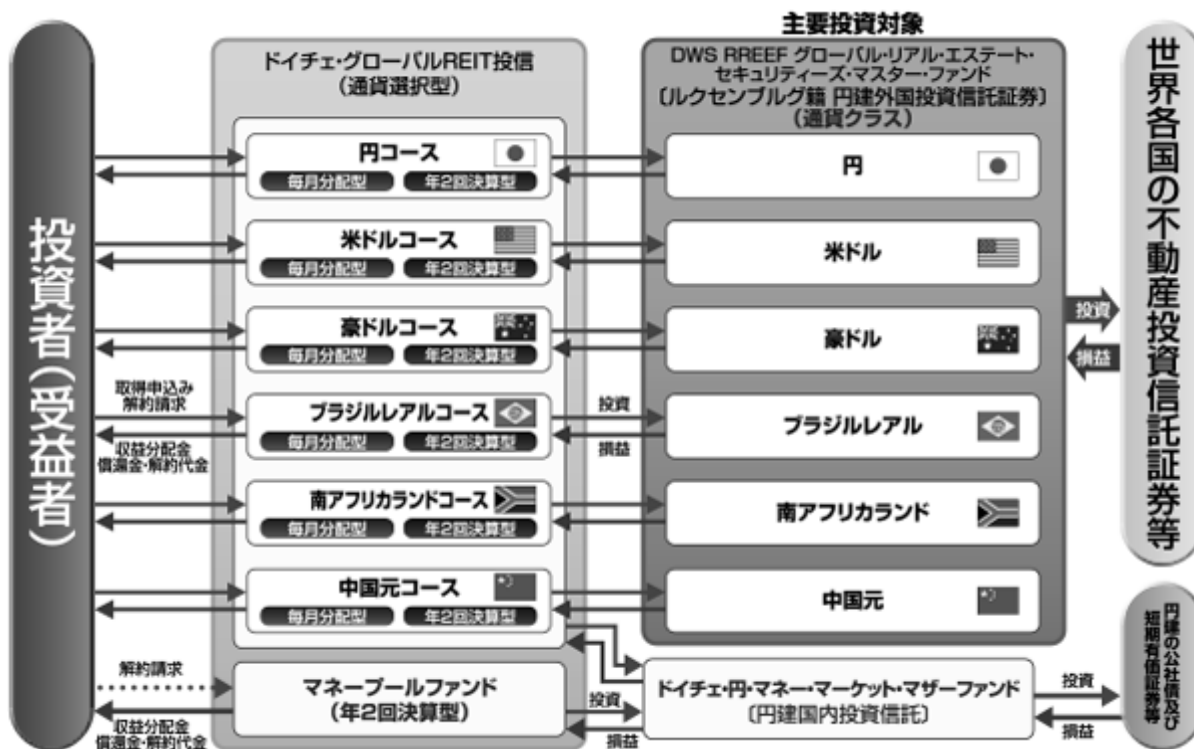 投資者(受益者)
ドイチェ・グローバルREIT投信
(通貨選択型)
円コース
毎月分配型
年2回決算型
米ドルコース
毎月分配型
年2回決算型
豪ドルコース
毎月分配型
年2回決算型
取得申込み
解約請求
収益分配金
償還金・解約代金
ブラジルレアルコース
毎月分配型
年2回決算型
投資
損益
南アフリカランドコース
毎月分配型
年2回決算型
中国元コース
毎月分配型
年2回決算型
解約請求
収益分配金
償還金・解約代金
マネープールファンド
(年2回決算型)
投資
損益
主要投資対象
DWS RREEF グローバル・リアル・エステート・
セキュリティーズ・マスター・ファンド
〔ルクセンブルグ籍 円建外国投資信託証券〕
(通貨クラス)
円
米ドル
豪ドル
ブラジルレアル
南アフリカランド
中国元
ドイチェ・円・マネー・マーケット・マザーファンド
〔円建国内投資信託〕
投資
損益
世界各国の不動産投資信託証券等
投資
損益
円建の公社債及び
短期有価証券等